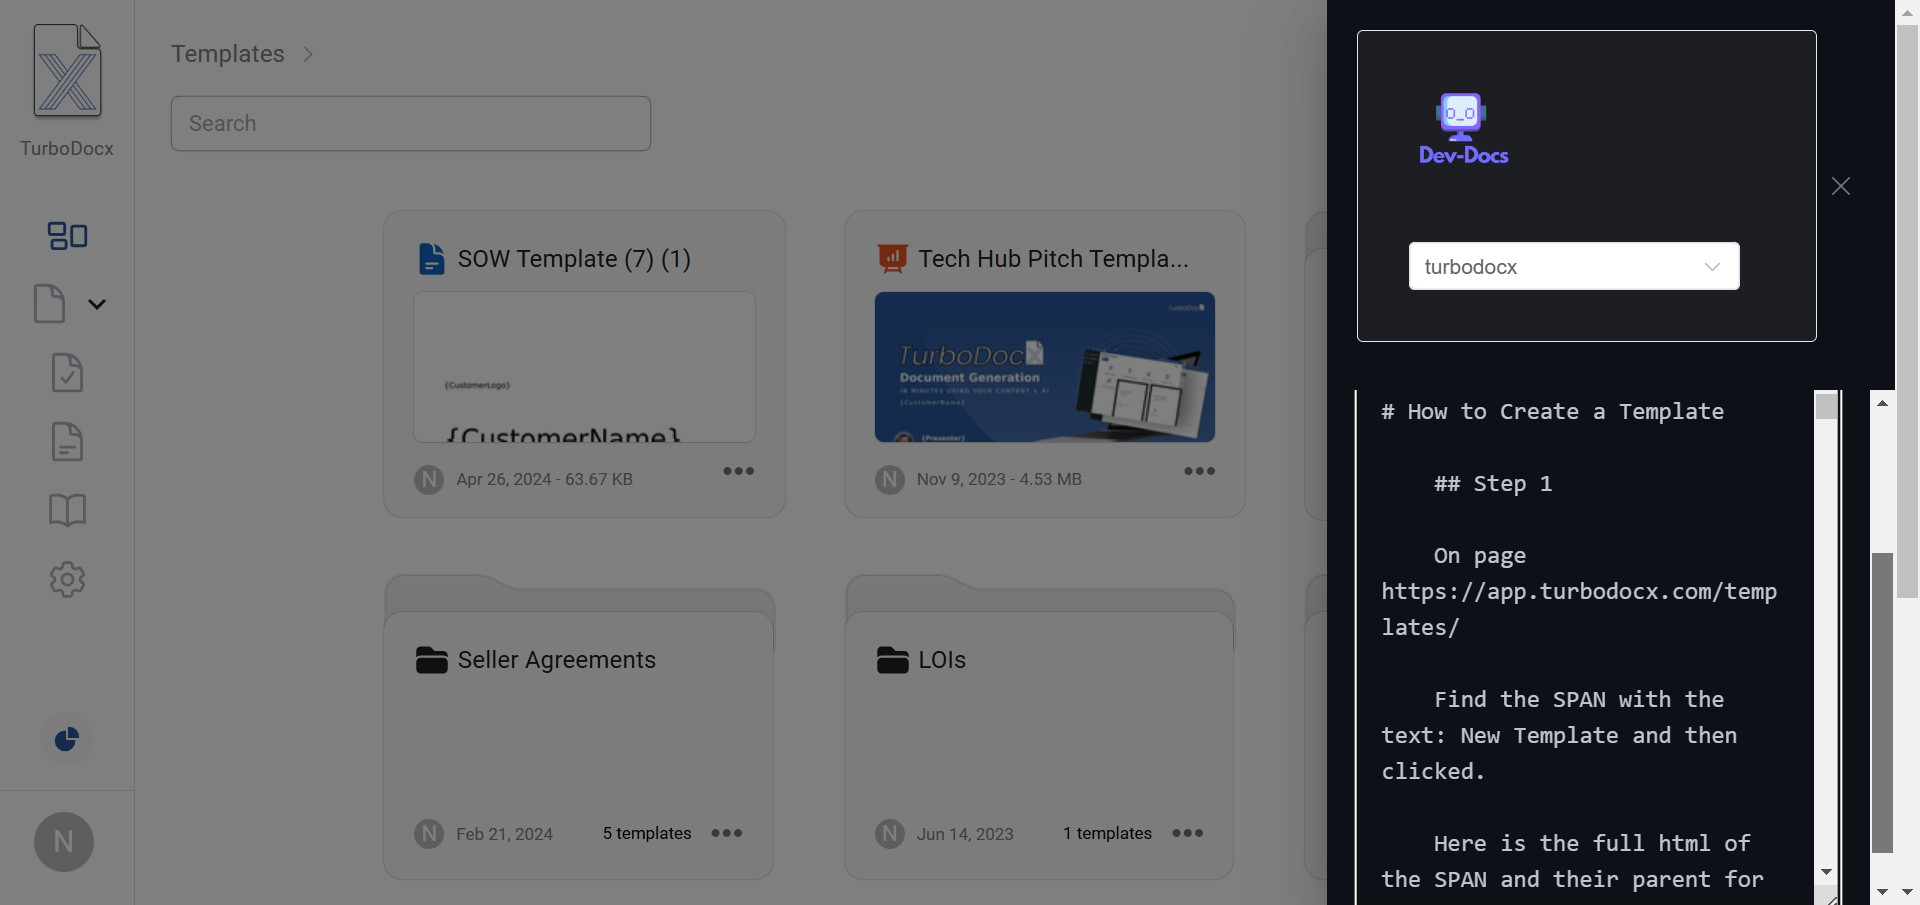 TurboDocx
Templates
Search
SOW Template (7) (1)
{CustomerLogo}
{CustomerName}
N
Apr 26, 2024 - 63.67 KB
Tech Hub Pitch Templa...
TurboDocx
TurboDoc
Document Generation
IN MINUTES USING YOUR CONTENT + AI
{CustomerName}
{Presenter}
N
Nov 9, 2023 - 4.53 MB
Seller Agreements
N
Feb 21, 2024
5 templates
LOIs
N
Jun 14, 2023
1 templates
N
Dev-Docs
turbodocx
# How to Create a Template
## Step 1
On page
https://app.turbodocx.com/temp
lates/
Find the SPAN with the
text: New Template and then
clicked.
Here is the full html of
the SPAN and their parent for